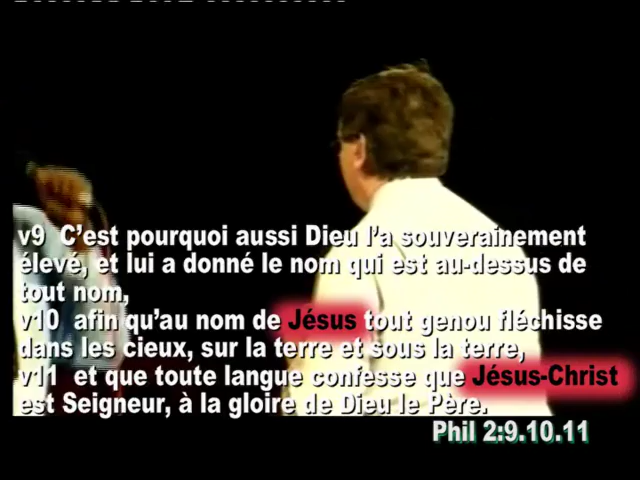 v9 C'est pourquoi aussi Dieu l'a souverainement
élevé, et lui a donné le nom qui est au-dessus de
tout nom,
v10 afin qu'au nom de Jésus tout genou fléchisse
dans les cieux, sur la terre et sous la terre,
v11 et que toute langue confesse que Jésus-Christ
est Seigneur, à la gloire de Dieu le Père.
Phil 2:9.10.11